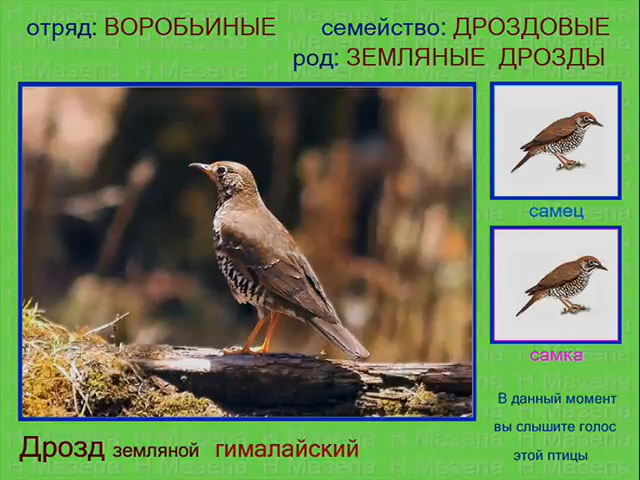 отряд: ВОРОБЬИНЫЕ семейство: ДРОЗДОВЫЕ
род: ЗЕМЛЯНЫЕ ДРОЗДЫ
самец
самка
В данный момент
вы слышите голос
этой птицы
Дрозд земляной гималайский